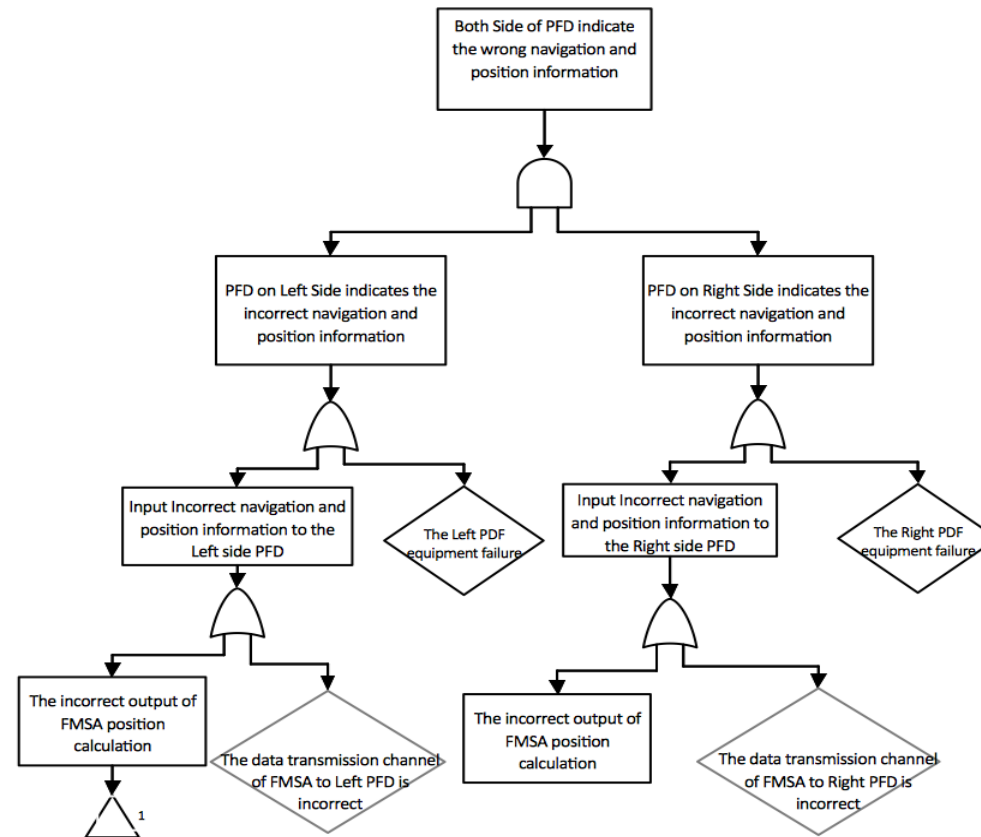 Both Side of PFD indicate
the wrong navigation and
position information
PFD on Left Side indicates the
incorrect navigation and
position information
PFD on Right Side indicates the
incorrect navigation and
position information
Input Incorrect navigation and
position information to the
Left side PFD
The Left PDF
equipment failure
Input Incorrect navigation
and position information to
the Right side PFD
The Right PDF
equipment failure
The incorrect output of
FMSA position
calculation
The data transmission channel
of FMSA to Left PFD is
incorrect
The incorrect output of
FMSA position
calculation
The data transmission channel
of FMSA to Right PFD is
incorrect
1